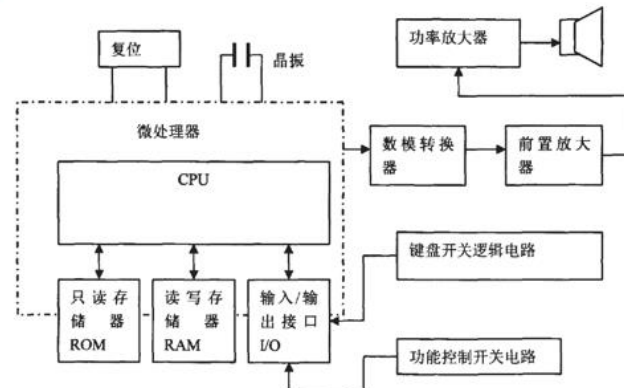 复位
晶振
功率放大器
微处理器
数模转换
器
前置放大
器
CPU
键盘开关逻辑电路
只读存
储器
ROM
读写存
储器
RAM
输入/输
出接口
I/O
功能控制开关电路